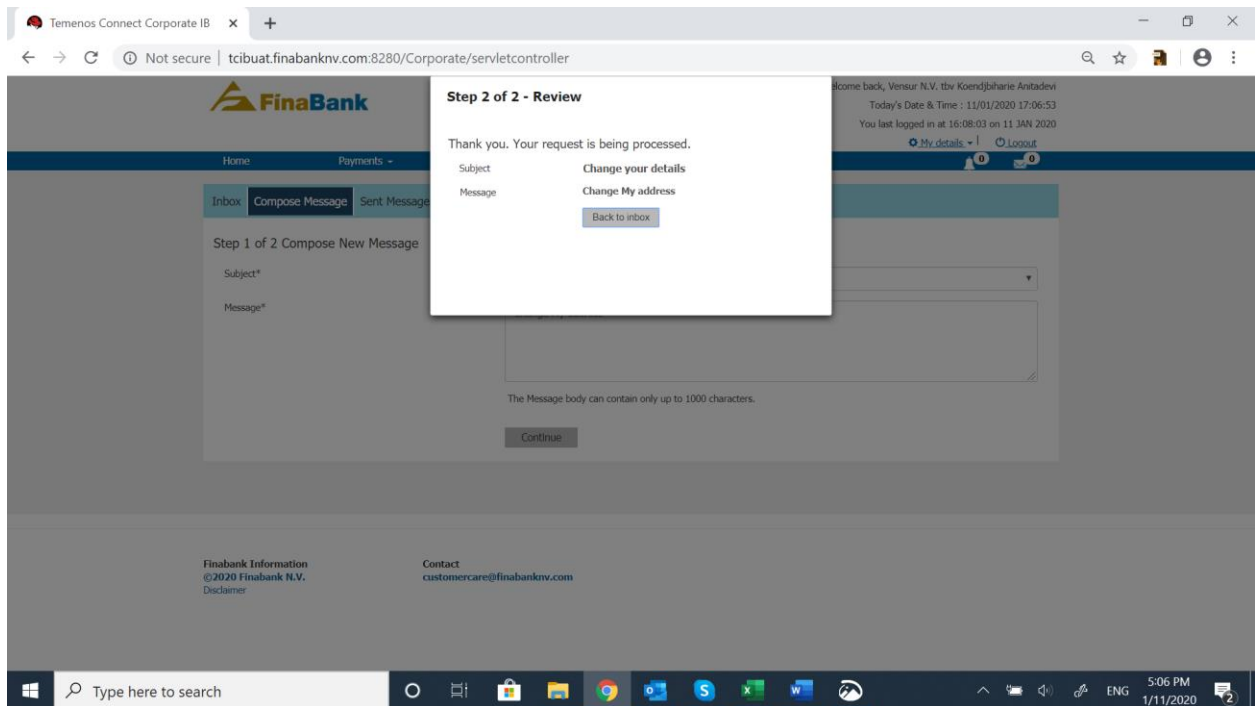 Temenos Connect Corporate IB
Not secure | tcibuat.finabanknv.com:8280/Corporate/servletcontroller
FinaBank
elcome back, Vensur N.V. tbv Koendjbiharie Anitadevi
Today's Date & Time : 11/01/2020 17:06:53
You last logged in at 16:08:03 on 11 JAN 2020
My details | Logout
Home Payments 0 0
Step 2 of 2 - Review
Thank you. Your request is being processed.
Subject Change your details
Message Change My address
Back to inbox
Inbox Compose Message Sent Message
Step 1 of 2 Compose New Message
Subject*
Message*
The Message body can contain only up to 1000 characters.
Continue
Finabank Information Contact
©2020 Finabank N.V. customercare@finabanknv.com
Disclaimer
Type here to search
ENG
5:06 PM
1/11/2020
2